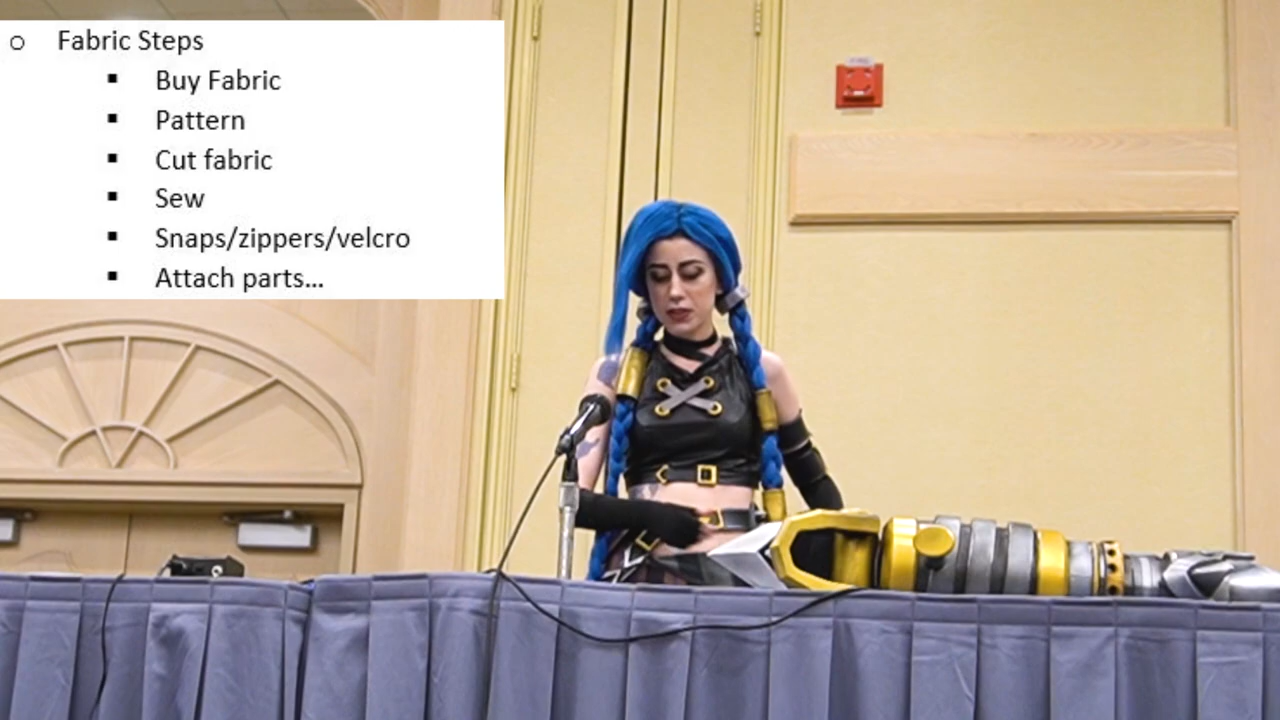 Fabric Steps
Buy Fabric
Pattern
Cut fabric
Sew
Snaps/zippers/velcro
Attach parts...